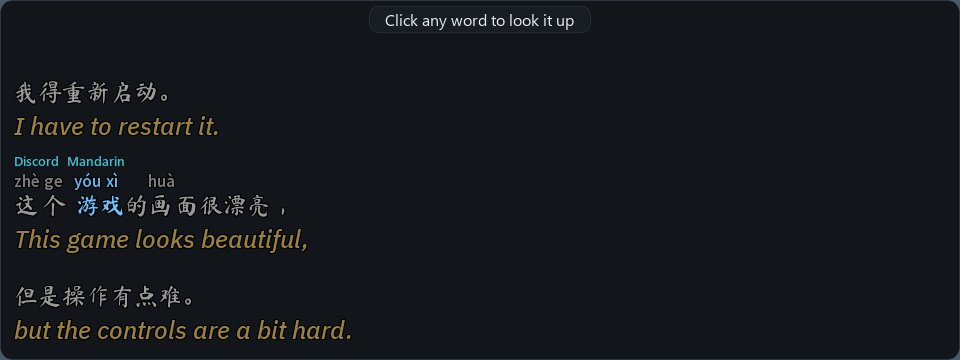 Click any word to look it up
我得重新启动。
I have to restart it.
Discord Mandarin
zhè ge yóu xì huà
这个 游戏的画面很漂亮，
This game looks beautiful,
但是操作有点难。
but the controls are a bit hard.